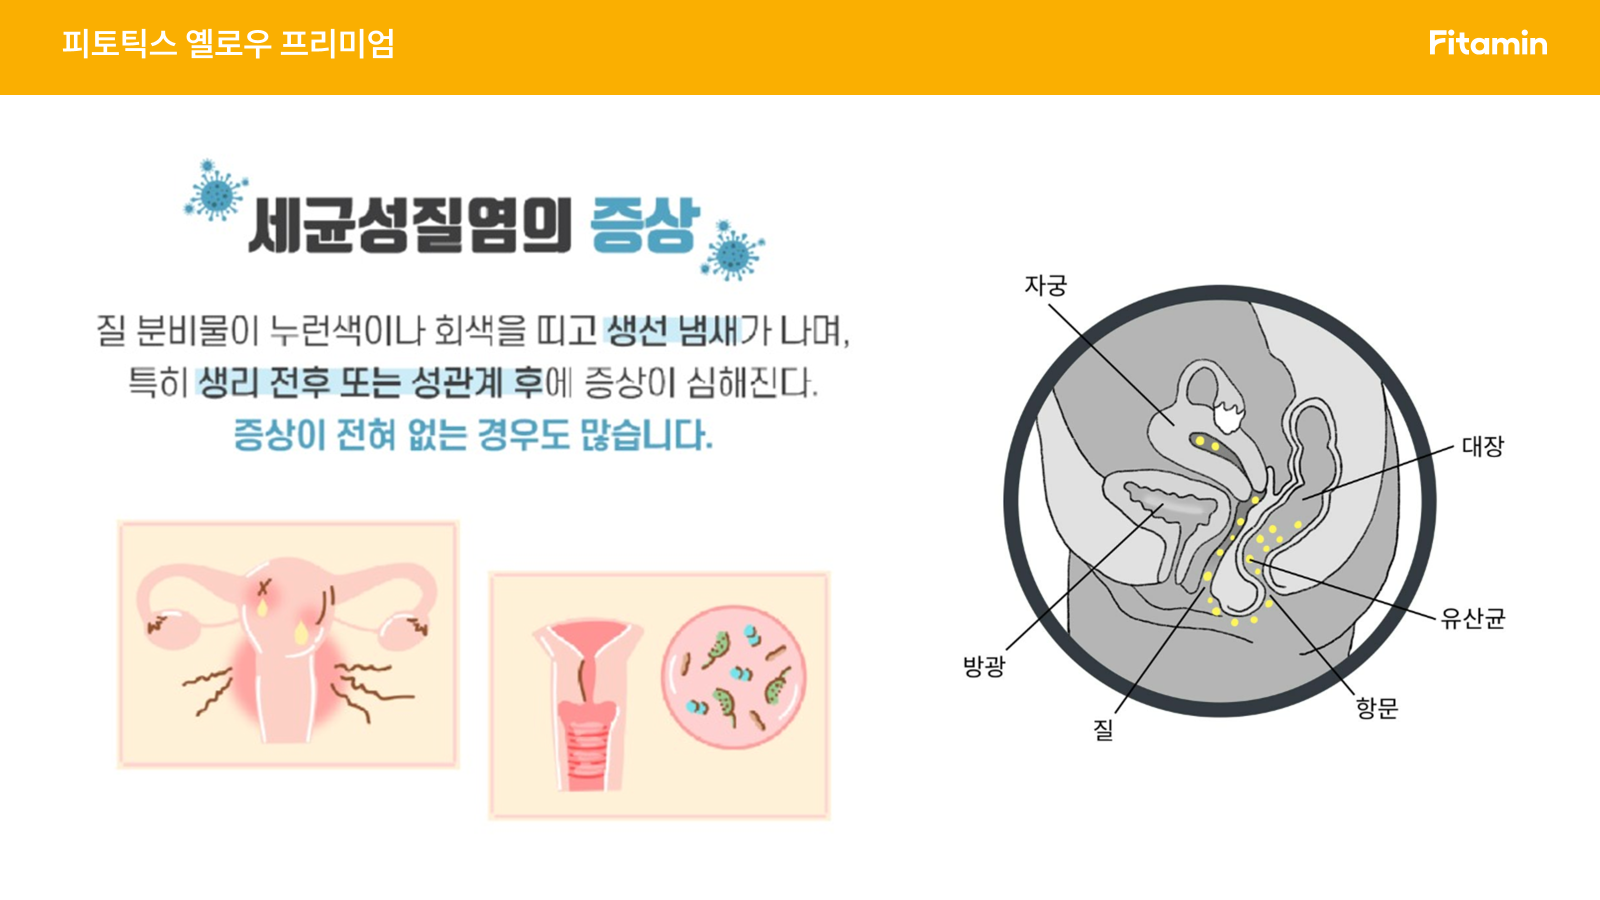 피토틱스 옐로우 프리미엄
Fitamin
세균성질염의 증상
질 분비물이 누런색이나 회색을 띠고 생선 냄새가 나며,
특히 생리 전후 또는 성관계 후에 증상이 심해진다.
증상이 전혀 없는 경우도 많습니다.
자궁
대장
유산균
방광
항문
질